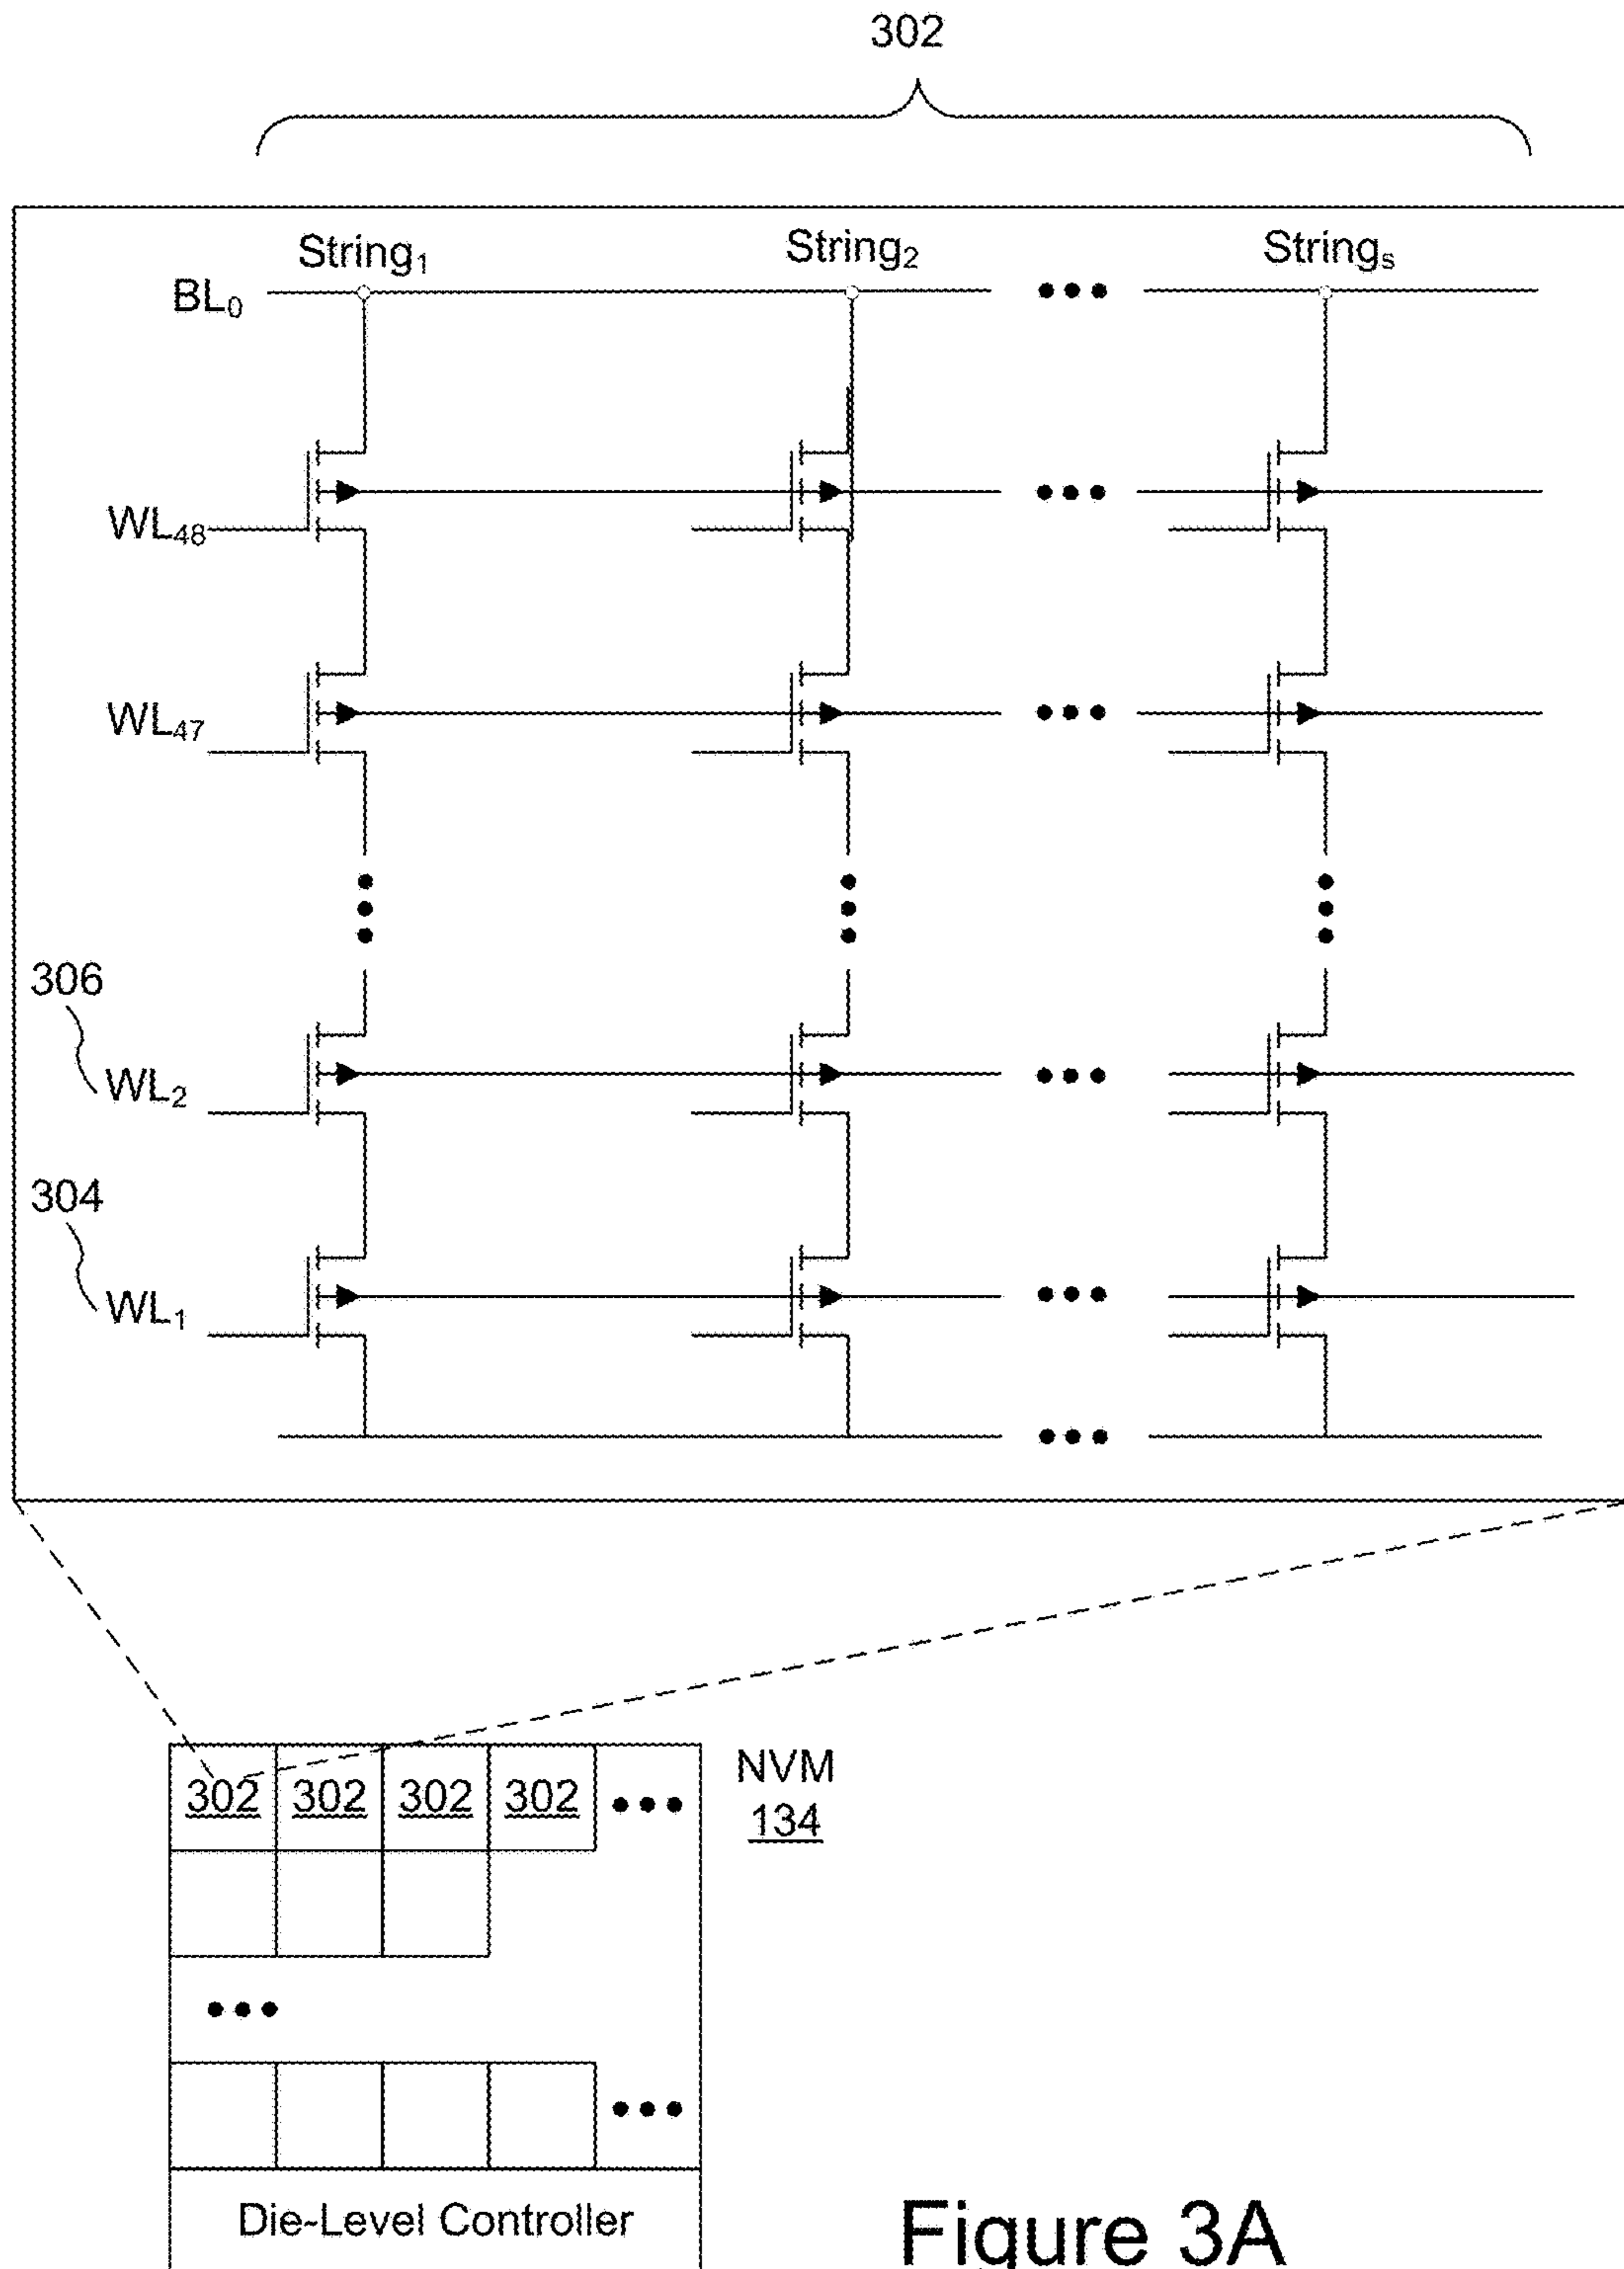 302
String₁ String₂ Stringₛ
BL₀
WL₄₈
WL₄₇
306
WL₂
304
WL₁
302 302 302 302
NVM
134
Die-Level Controller
Figure 3A